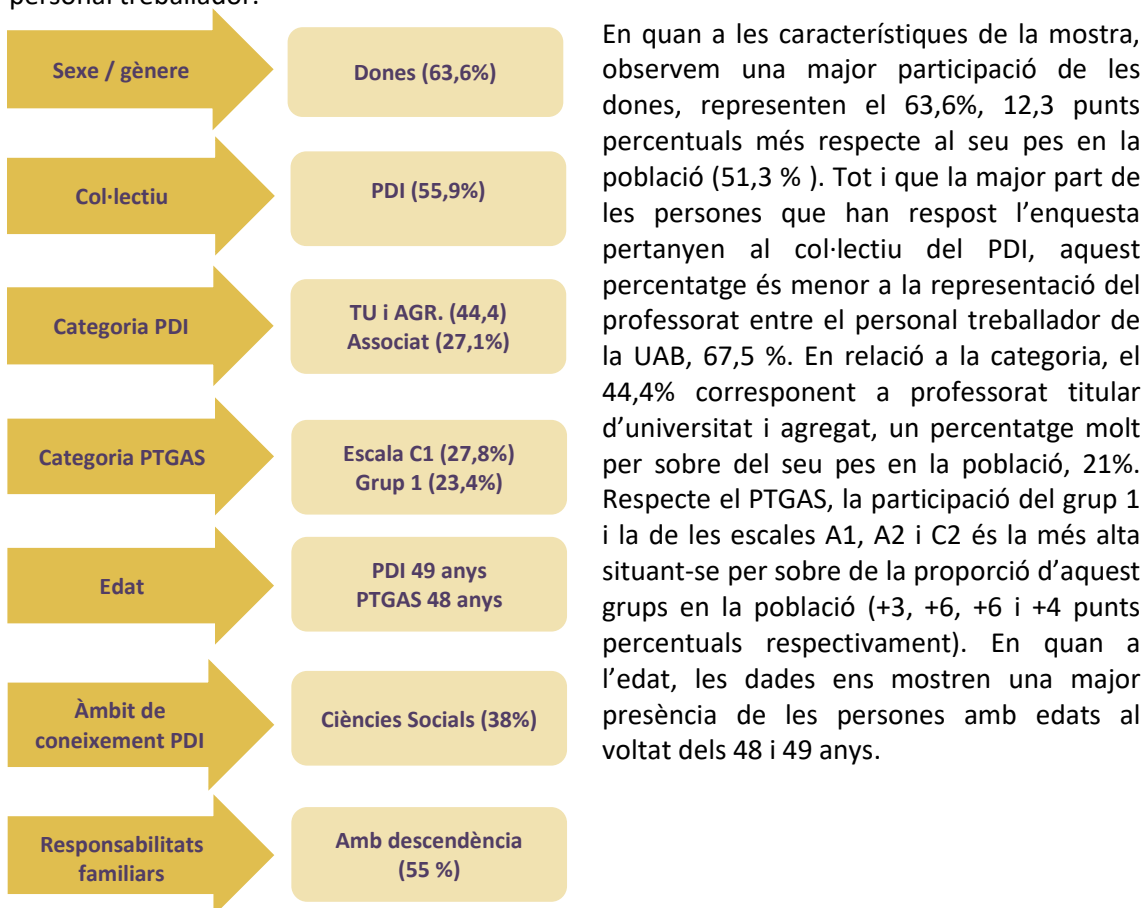 personal treballador.
Sexe / gènere
Dones (63,6%)
Col·lectiu
PDI (55,9%)
Categoria PDI
TU i AGR. (44,4)
Associat (27,1%)
Categoria PTGAS
Escala C1 (27,8%)
Grup 1 (23,4%)
Edat
PDI 49 anys
PTGAS 48 anys
Àmbit de
coneixement PDI
Ciències Socials (38%)
Responsabilitats
familiars
Amb descendència
(55 %)
En quan a les característiques de la mostra,
observem una major participació de les
dones, representen el 63,6%, 12,3 punts
percentuals més respecte al seu pes en la
població (51,3 % ). Tot i que la major part de
les persones que han respost l’enquesta
pertanyen al col·lectiu del PDI, aquest
percentatge és menor a la representació del
professorat entre el personal treballador de
la UAB, 67,5 %. En relació a la categoria, el
44,4% corresponent a professorat titular
d’universitat i agregat, un percentatge molt
per sobre del seu pes en la població, 21%.
Respecte el PTGAS, la participació del grup 1
i la de les escales A1, A2 i C2 és la més alta
situant-se per sobre de la proporció d’aquest
grups en la població (+3, +6, +6 i +4 punts
percentuals respectivament). En quan a
l’edat, les dades ens mostren una major
presència de les persones amb edats al
voltat dels 48 i 49 anys.